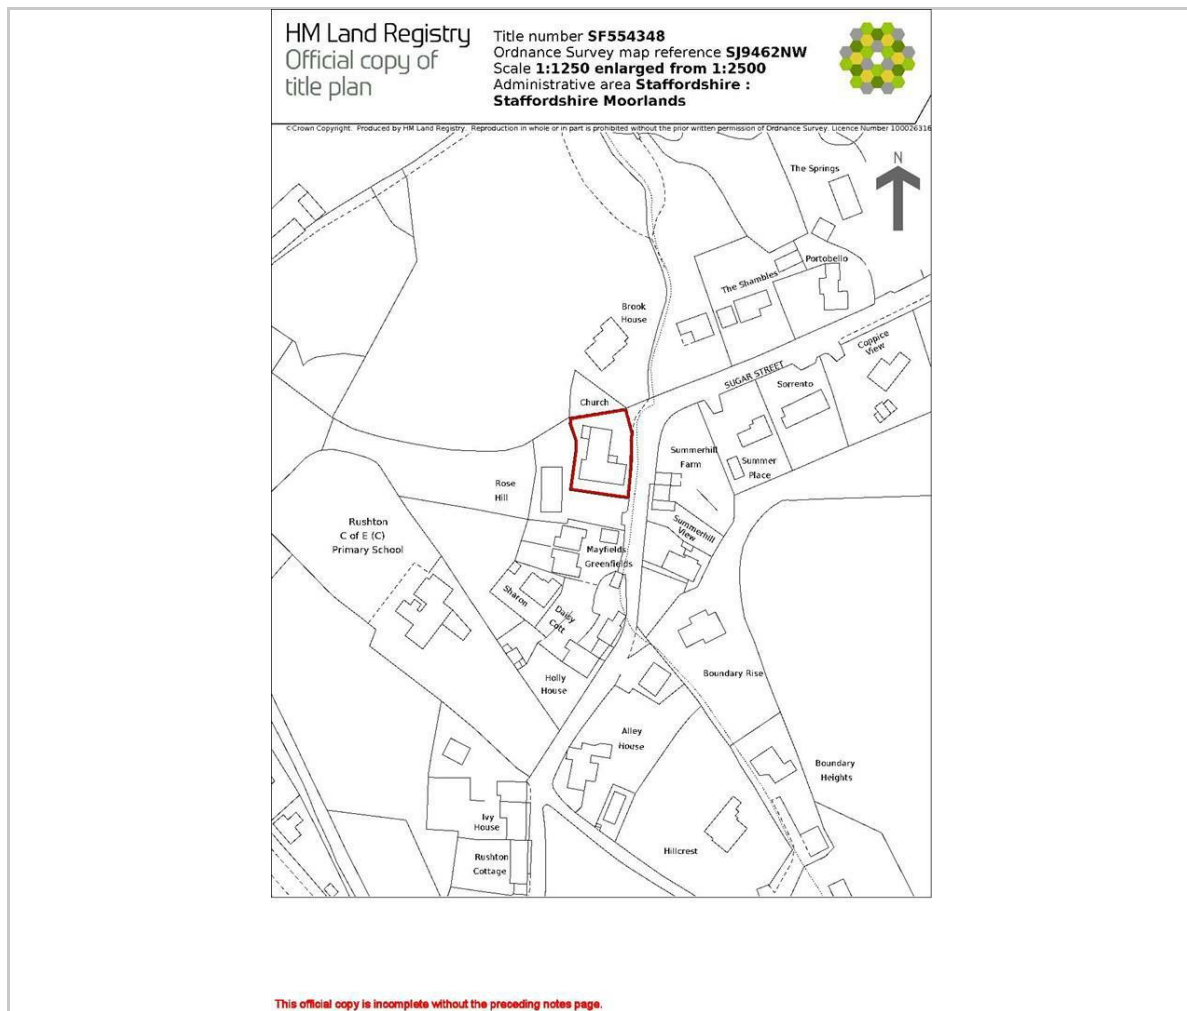 HM Land Registry
Official copy of
title plan
Title number SF554348
Ordnance Survey map reference SJ9462NW
Scale 1:1250 enlarged from 1:2500
Administrative area Staffordshire :
Staffordshire Moorlands
©Crown Copyright. Produced by HM Land Registry. Reproduction in whole or in part is prohibited without the prior written permission of Ordnance Survey. Licence Number 100026316
N
The Springs
Portobello
The Shambles
Brook
House
Coppice
View
SUGAR STREET
Sorrento
Church
Summerhill
Farm
Summer
Place
Rose
Hill
Rushton
C of E (C)
Primary School
Summerhill
View
Mayfields
Greenfields
Sharon
Daisy
Cott
Boundary Rise
Holly
House
Alley
House
Boundary
Heights
Ivy
House
Hillcrest
Rushton
Cottage
This official copy is incomplete without the preceding notes page.